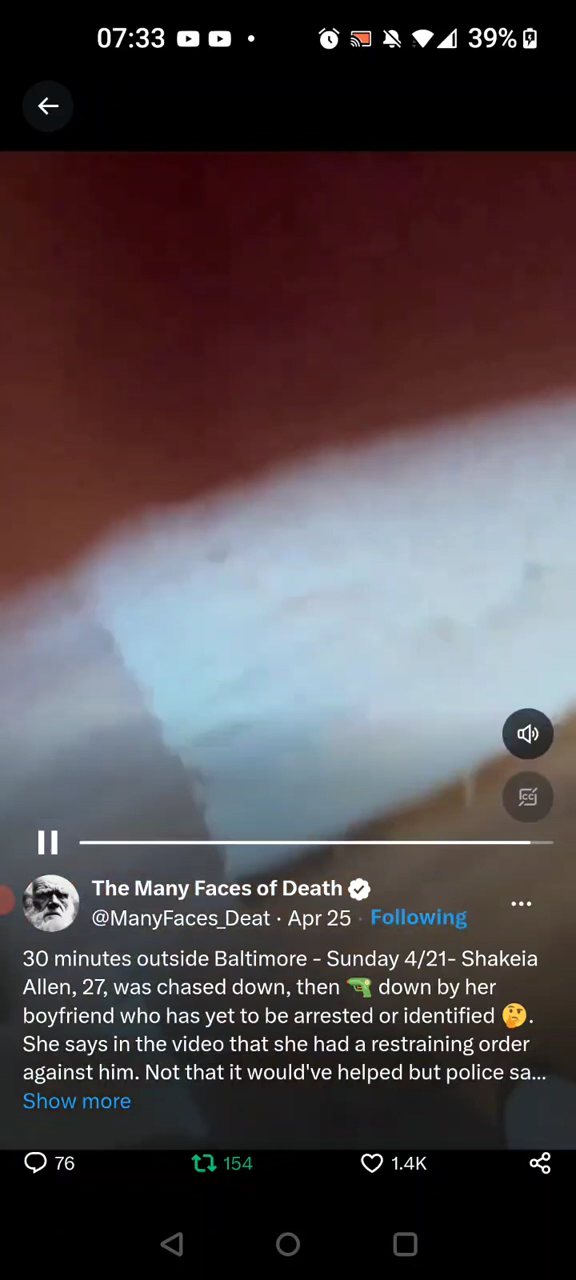 07:33
39%
CC
The Many Faces of Death
@ManyFaces_Deat · Apr 25 · Following
30 minutes outside Baltimore - Sunday 4/21- Shakeia
Allen, 27, was chased down, then 🔫 down by her
boyfriend who has yet to be arrested or identified 🤔.
She says in the video that she had a restraining order
against him. Not that it would've helped but police sa...
Show more
76
154
1.4K